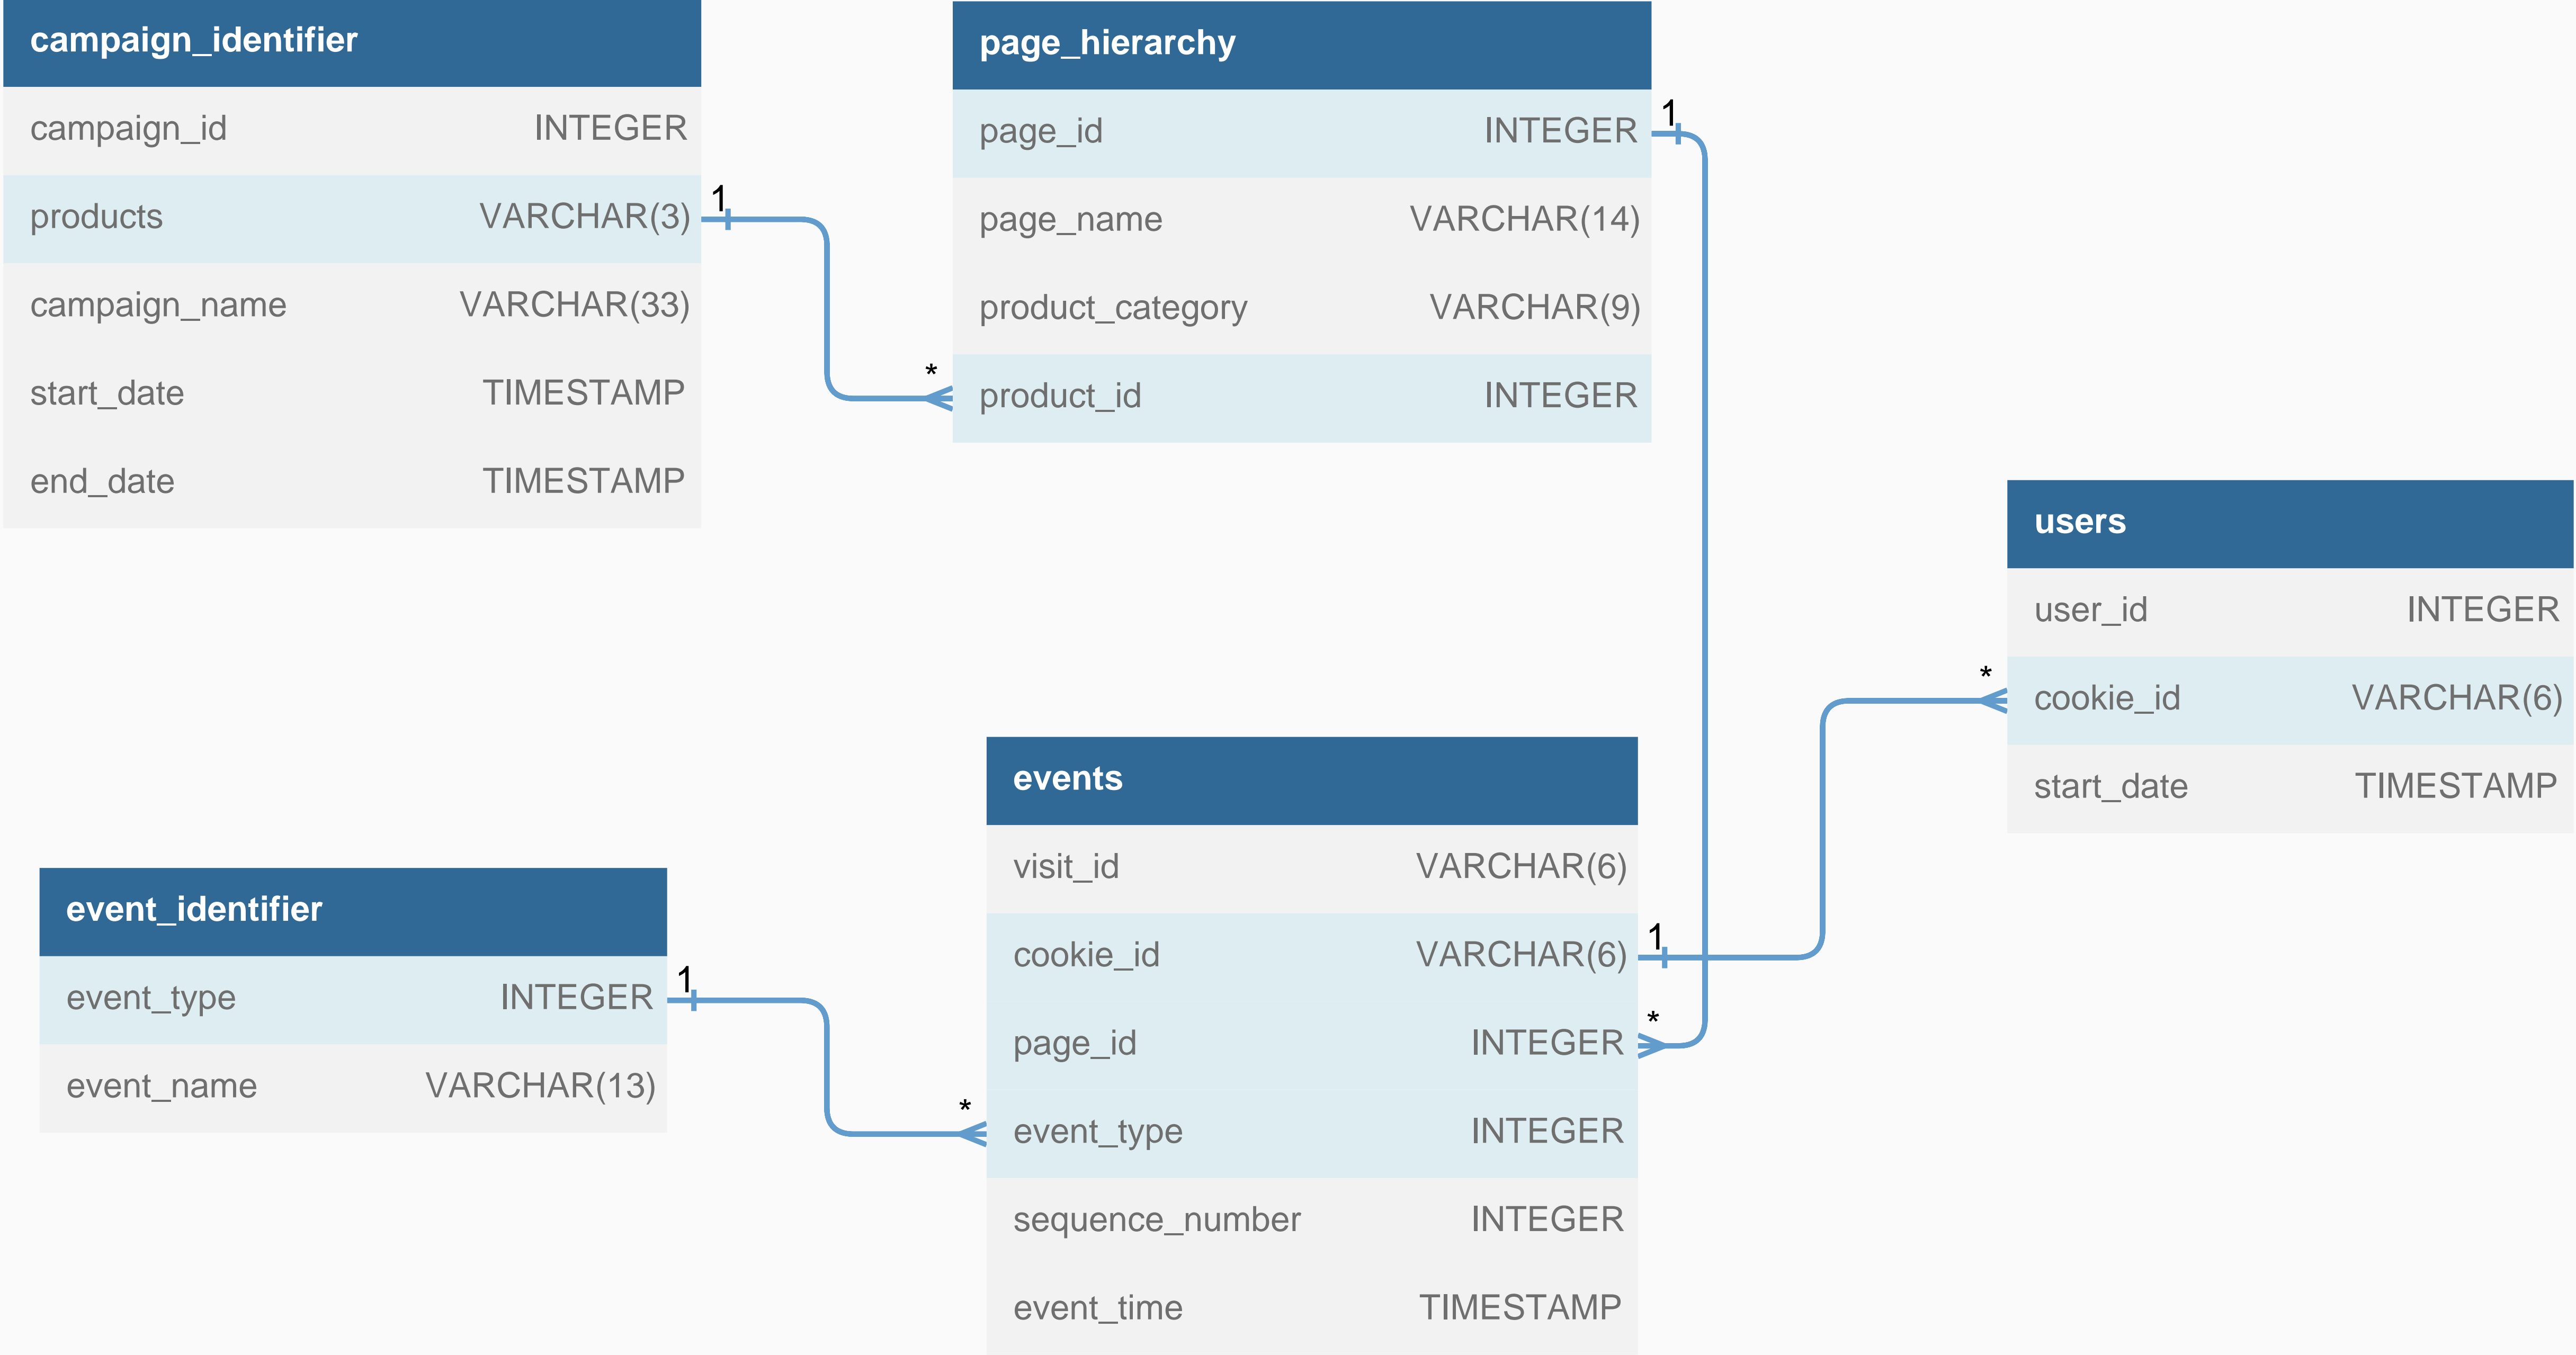 campaign_identifier
campaign_id INTEGER
products VARCHAR(3)
campaign_name VARCHAR(33)
start_date TIMESTAMP
end_date TIMESTAMP
1
*
page_hierarchy
page_id INTEGER
page_name VARCHAR(14)
product_category VARCHAR(9)
product_id INTEGER
1
*
users
user_id INTEGER
cookie_id VARCHAR(6)
start_date TIMESTAMP
*
1
events
visit_id VARCHAR(6)
cookie_id VARCHAR(6)
page_id INTEGER
event_type INTEGER
sequence_number INTEGER
event_time TIMESTAMP
event_identifier
event_type INTEGER
event_name VARCHAR(13)
1
*